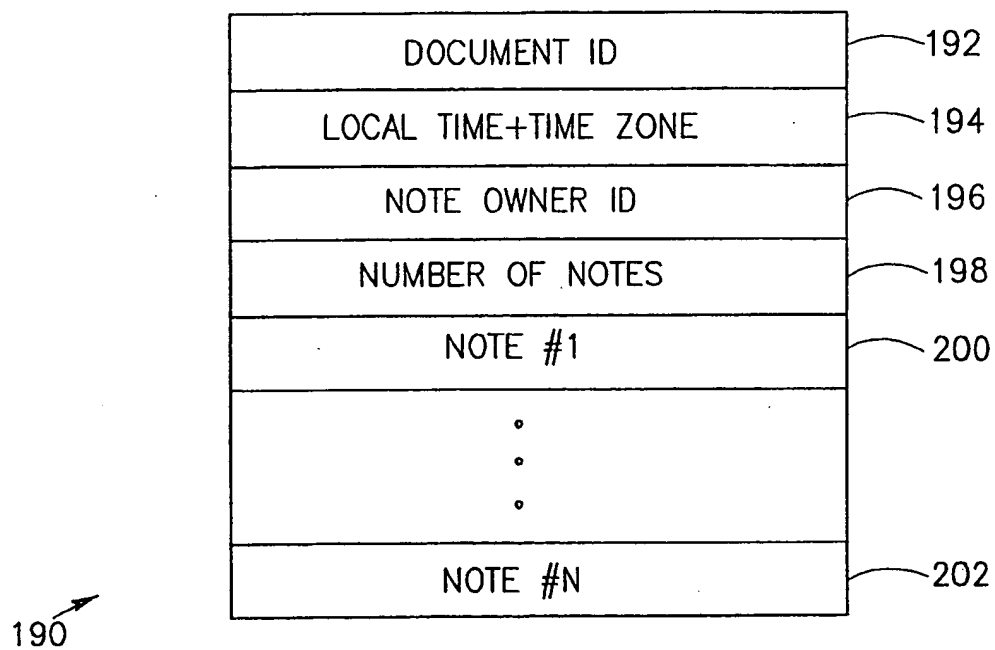 DOCUMENT ID 192
LOCAL TIME+TIME ZONE 194
NOTE OWNER ID 196
NUMBER OF NOTES 198
NOTE #1 200
NOTE #N 202
190